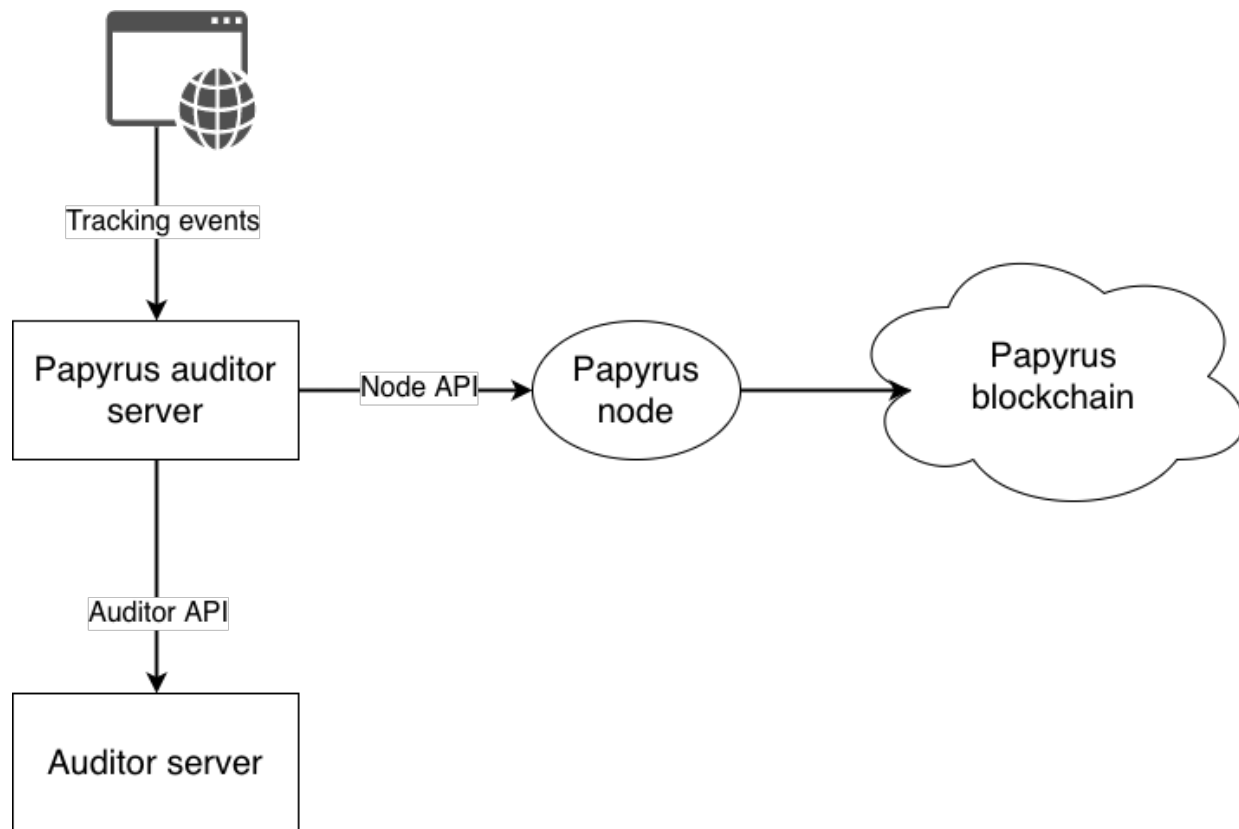 Tracking events
Papyrus auditor
server
Node API
Papyrus
node
Papyrus
blockchain
Auditor API
Auditor server